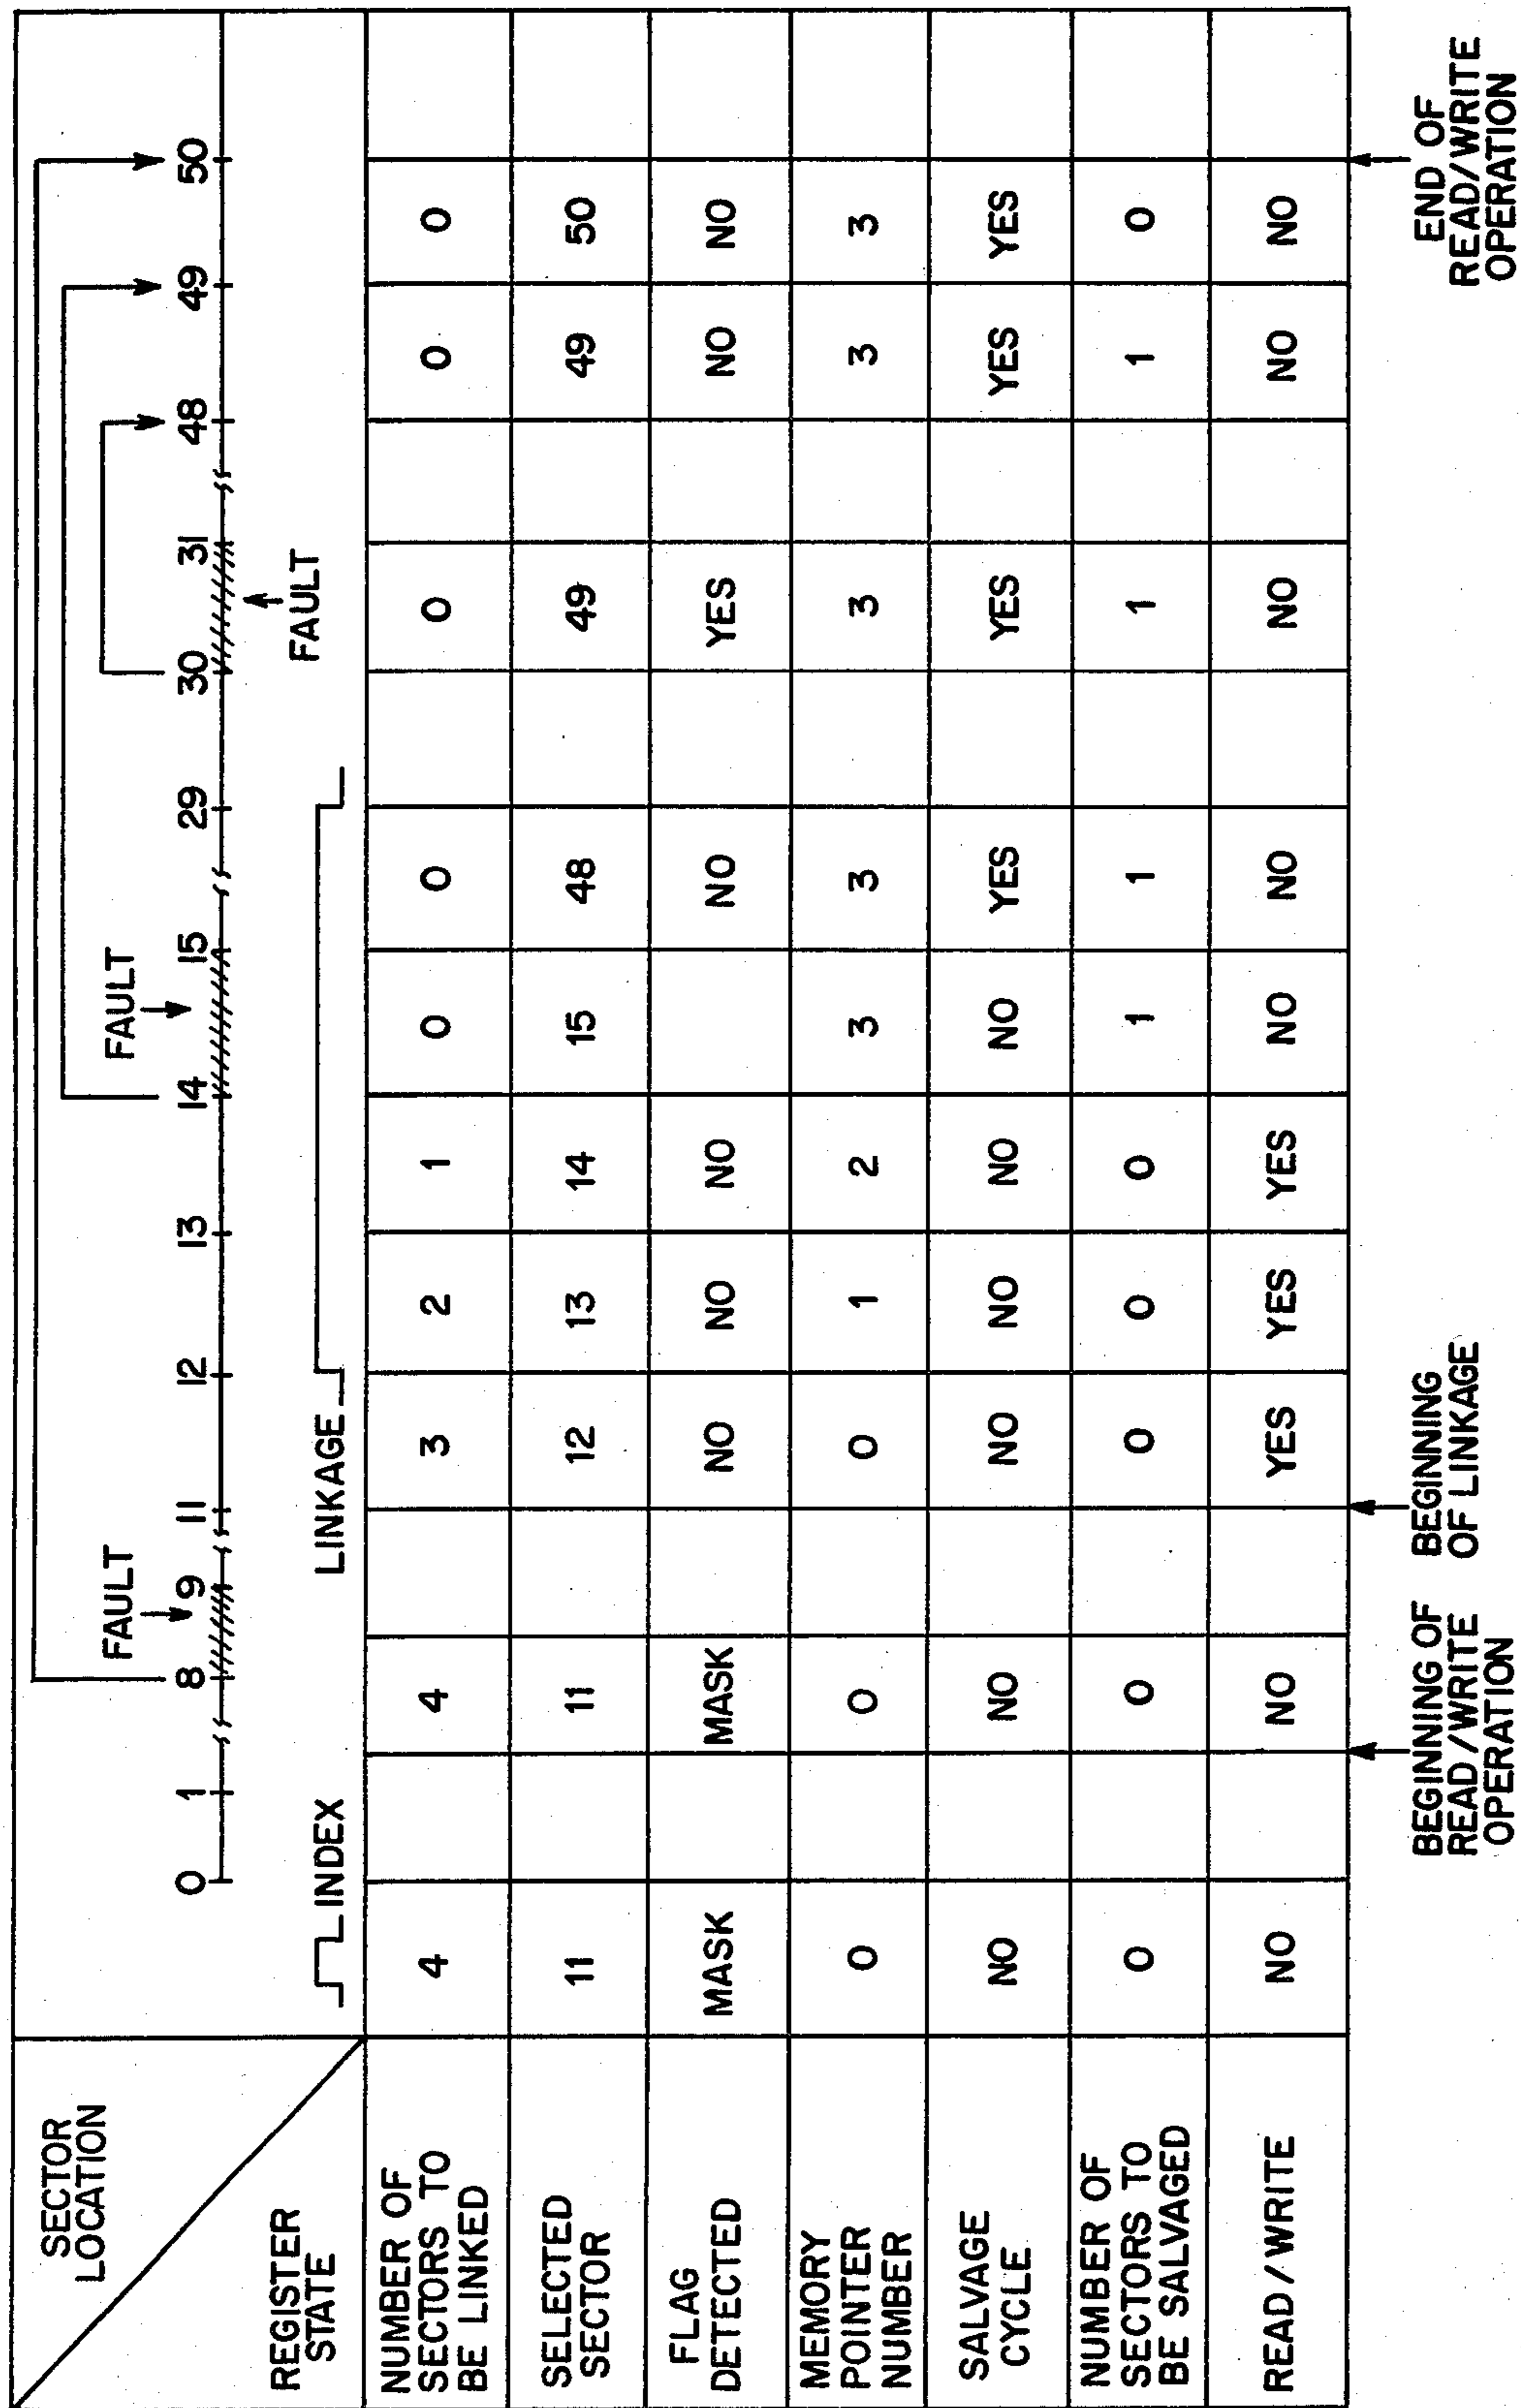 SECTOR
LOCATION
REGISTER
STATE
0 1 8 9 11 12 13 14 15 29 30 31 48 49 50
FAULT
FAULT
FAULT
INDEX
LINKAGE
NUMBER OF
SECTORS TO
BE LINKED
4 4 3 2 1 0 0 0 0 0
SELECTED
SECTOR
11 11 12 13 14 15 48 49 49 50
FLAG
DETECTED
MASK MASK NO NO NO NO YES NO NO
MEMORY
POINTER
NUMBER
0 0 0 1 2 3 3 3 3 3
SALVAGE
CYCLE
NO NO NO NO NO NO YES YES YES YES
NUMBER OF
SECTORS TO
BE SALVAGED
0 0 0 0 0 1 1 1 1 0
READ/WRITE
NO NO YES YES YES NO NO NO NO NO
BEGINNING OF
READ/WRITE
OPERATION
BEGINNING
OF LINKAGE
END OF
READ/WRITE
OPERATION